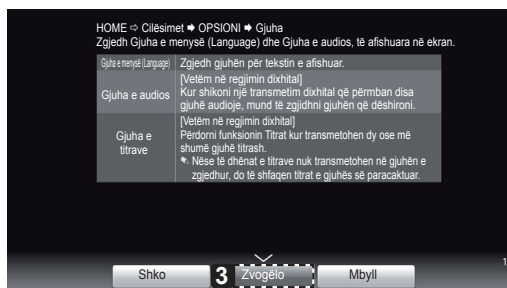 HOME ⇨ Cilësimet ➡ OPSIONI ➡ Gjuha
Zgjedh Gjuha e menysë (Language) dhe Gjuha e audios, të afishuara në ekran.
Gjuha e menysë (Language)
Zgjedh gjuhën për tekstin e afishuar.
Gjuha e audios
[Vetëm në regjimin dixhital]
Kur shikoni një transmetim dixhital që përmban disa
gjuhë audioje, mund të zgjidhni gjuhën që dëshironi.
Gjuha e
titrave
[Vetëm në regjimin dixhital]
Përdorni funksionin Titrat kur transmetohen dy ose më
shumë gjuhë titrash.
Nëse të dhënat e titrave nuk transmetohen në gjuhën e
zgjedhur, do të shfaqen titrat e gjuhës së paracaktuar.
1
Shko
3 Zvogëlo
Mbyll